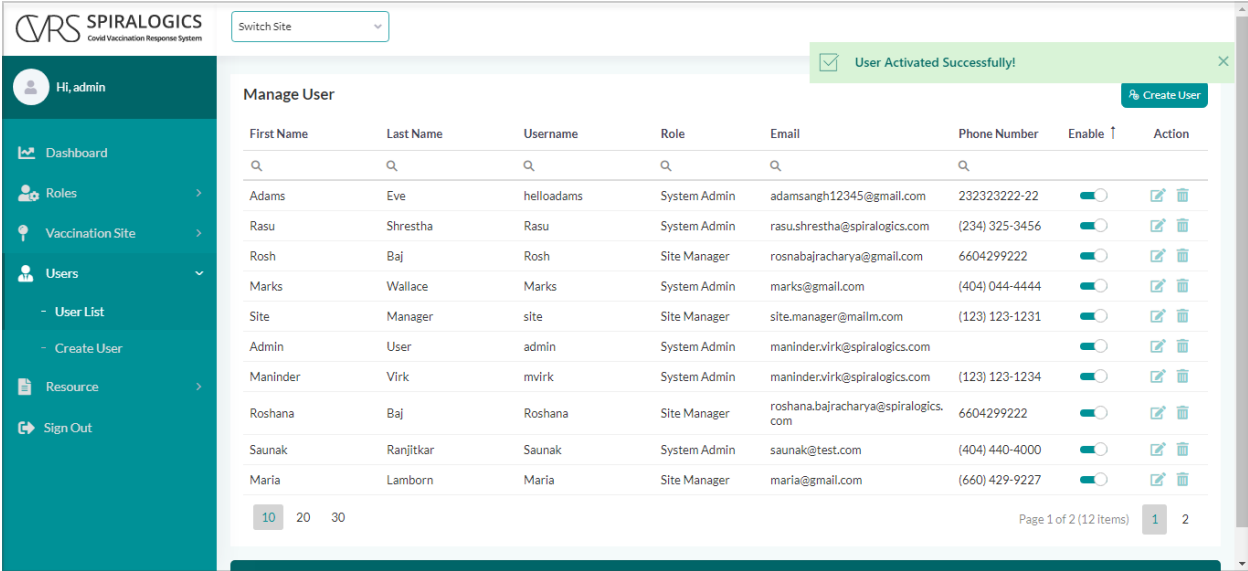 CVRS SPIRALOGICS
Covid Vaccination Response System
Switch Site
User Activated Successfully!
Hi, admin
Dashboard
Roles
Vaccination Site
Users
- User List
- Create User
Resource
Sign Out
Manage User
Create User
First Name Last Name Username Role Email Phone Number Enable ↑ Action
Adams Eve helloadams System Admin adamsangh12345@gmail.com 232323222-22
Rasu Shrestha Rasu System Admin rasu.shrestha@spiralogics.com (234) 325-3456
Rosh Baj Rosh Site Manager rosnabajracharya@gmail.com 6604299222
Marks Wallace Marks System Admin marks@gmail.com (404) 044-4444
Site Manager site Site Manager site.manager@mailm.com (123) 123-1231
Admin User admin System Admin maninder.virk@spiralogics.com
Maninder Virk mvirk System Admin maninder.virk@spiralogics.com (123) 123-1234
Roshana Baj Roshana Site Manager roshana.bajracharya@spiralogics. 6604299222
com
Saunak Ranjitkar Saunak System Admin saunak@test.com (404) 440-4000
Maria Lamborn Maria Site Manager maria@gmail.com (660) 429-9227
10 20 30
Page 1 of 2 (12 items) 1 2